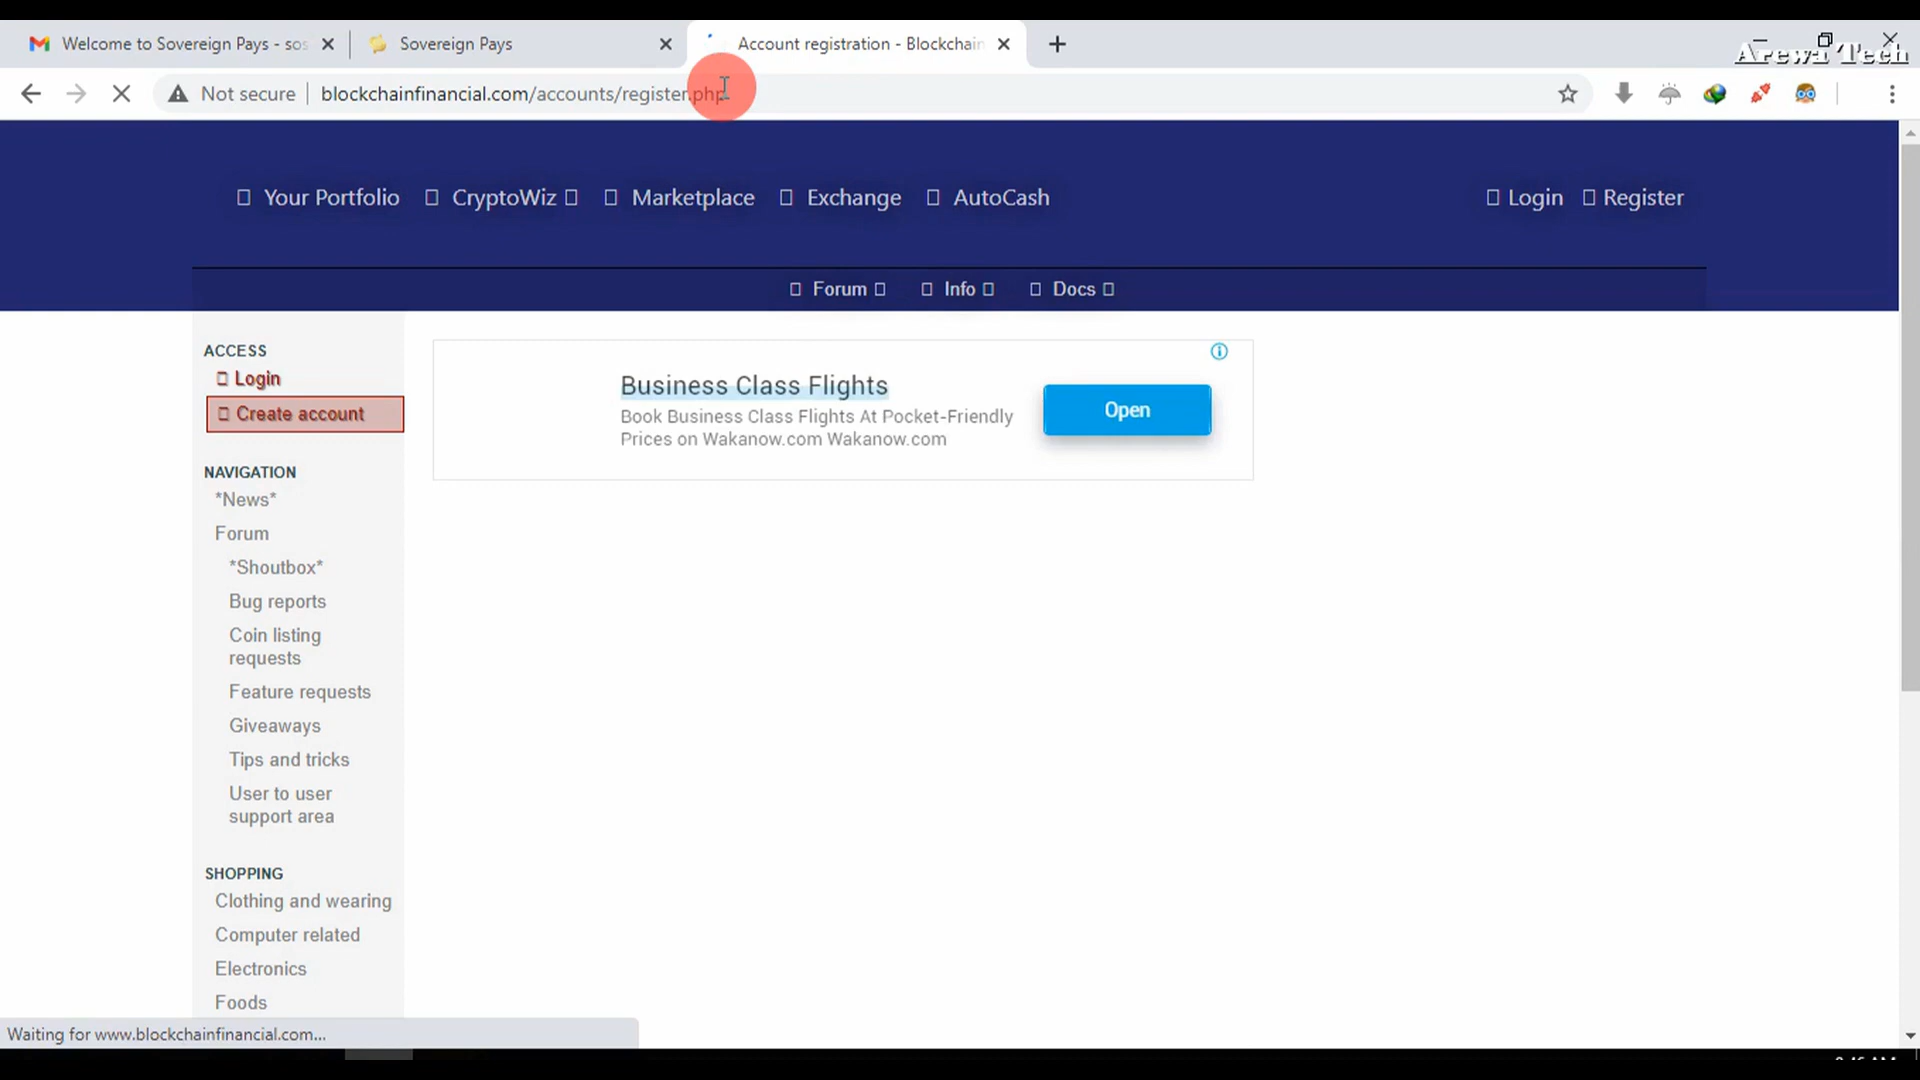 Welcome to Sovereign Pays - sos
Sovereign Pays
Account registration - Blockchain
Arewa Tech
Not secure
blockchainfinancial.com/accounts/register.php
Your Portfolio
CryptoWiz
Marketplace
Exchange
AutoCash
Login
Register
Forum
Info
Docs
ACCESS
Login
Create account
NAVIGATION
*News*
Forum
*Shoutbox*
Bug reports
Coin listing
requests
Feature requests
Giveaways
Tips and tricks
User to user
support area
SHOPPING
Clothing and wearing
Computer related
Electronics
Foods
Business Class Flights
Book Business Class Flights At Pocket-Friendly
Prices on Wakanow.com Wakanow.com
Open
Waiting for www.blockchainfinancial.com...